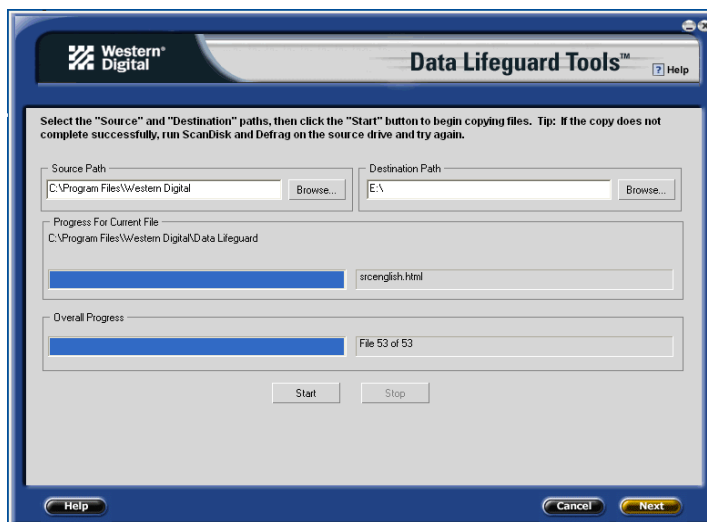 Western®
Digital
Data Lifeguard Tools™
? Help
Select the "Source" and "Destination" paths, then click the "Start" button to begin copying files. Tip: If the copy does not
complete successfully, run ScanDisk and Defrag on the source drive and try again.
Source Path
C:\Program Files\Western Digital
Browse...
Destination Path
E:\
Browse...
Progress For Current File
C:\Program Files\Western Digital\Data Lifeguard
srcenglish.html
Overall Progress
File 53 of 53
Start
Stop
Help
Cancel
Next